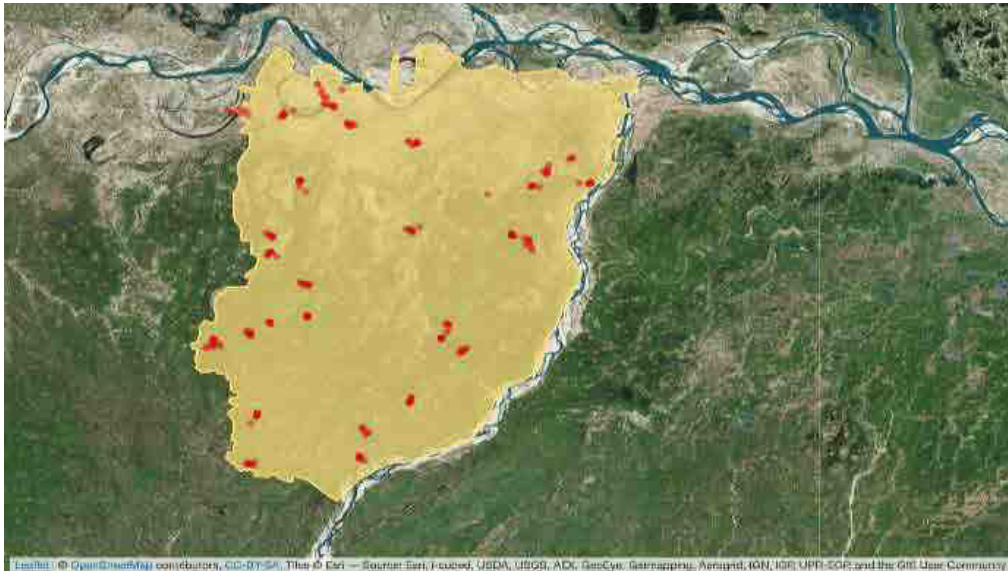 Leaflet | © OpenStreetMap contributors, CC-BY-SA, Tiles © Esri — Source: Esri, i-cubed, USDA, USGS, AEX, GeoEye, Getmapping, Aerogrid, IGN, IGP, UPR-EGP, and the GIS User Community